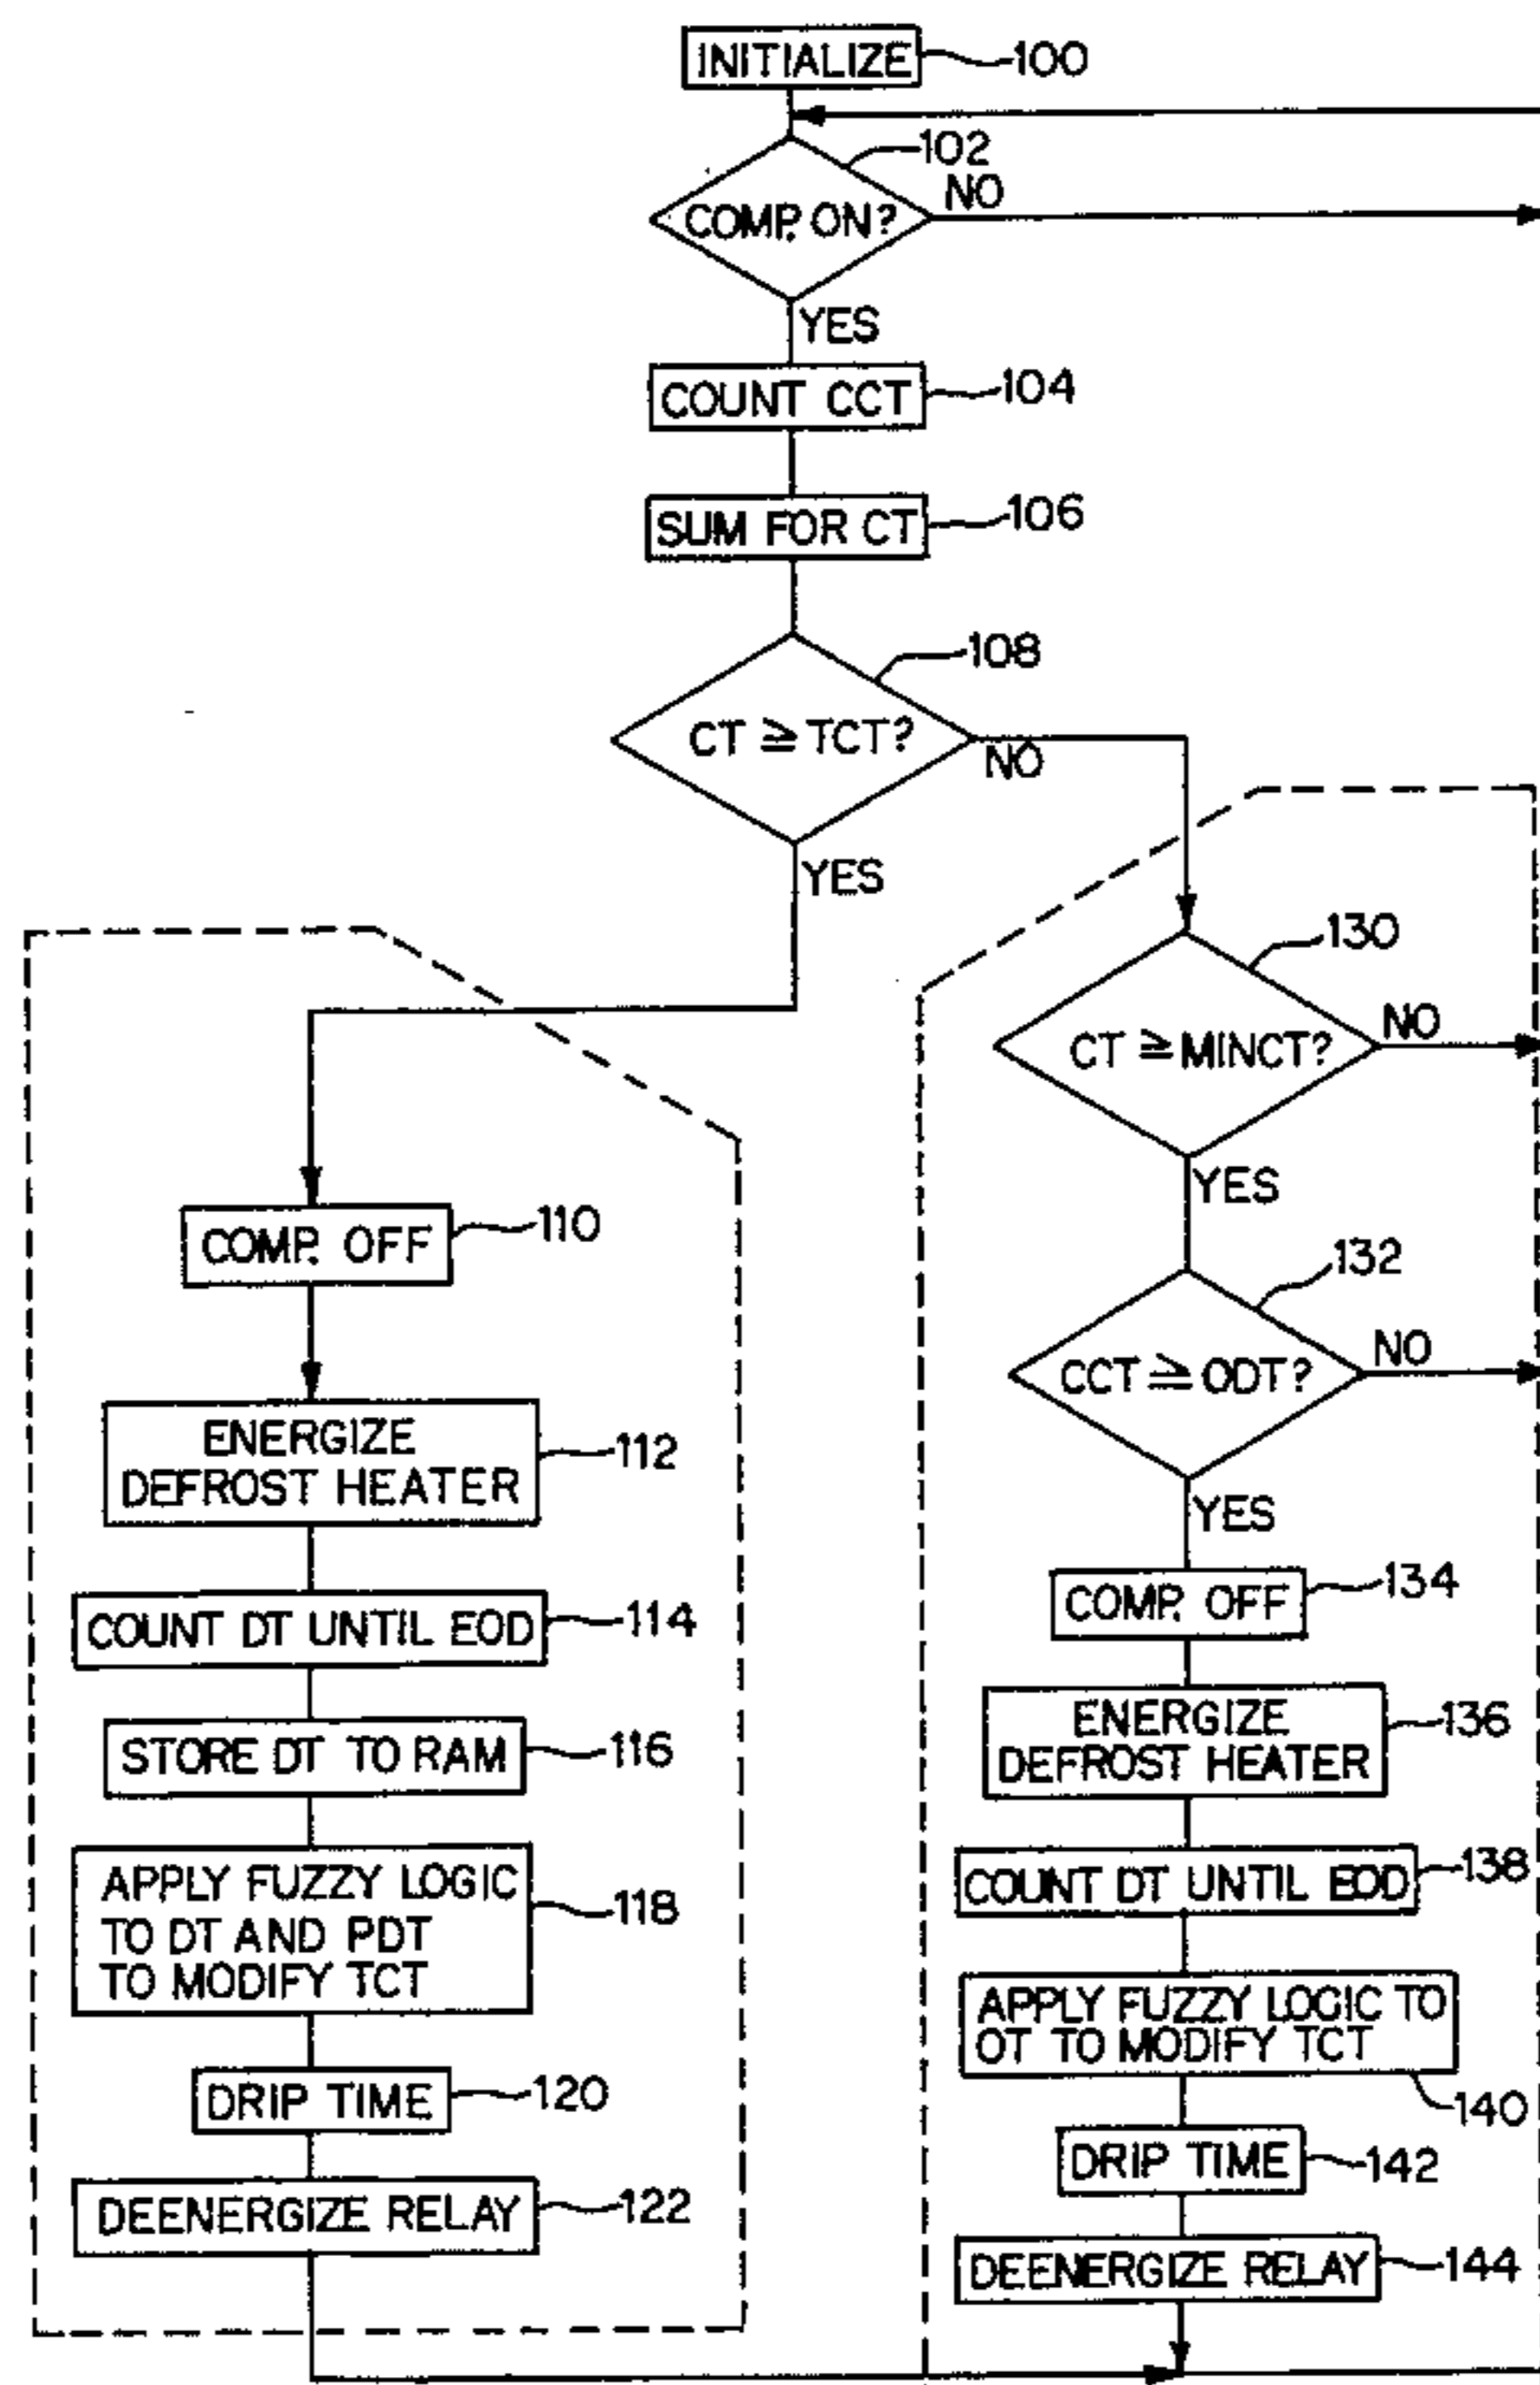 INITIALIZE
100
102
COMP. ON?
NO
YES
COUNT CCT
104
SUM FOR CT
106
108
CT ≧ TCT?
NO
YES
COMP. OFF
110
ENERGIZE
DEFROST HEATER
112
COUNT DT UNTIL EOD
114
STORE DT TO RAM
116
APPLY FUZZY LOGIC
TO DT AND PDT
TO MODIFY TCT
118
DRIP TIME
120
DEENERGIZE RELAY
122
130
CT ≧ MINCT?
NO
YES
132
CCT ≧ ODT?
NO
YES
COMP. OFF
134
ENERGIZE
DEFROST HEATER
136
COUNT DT UNTIL EOD
138
APPLY FUZZY LOGIC TO
OT TO MODIFY TCT
140
DRIP TIME
142
DEENERGIZE RELAY
144